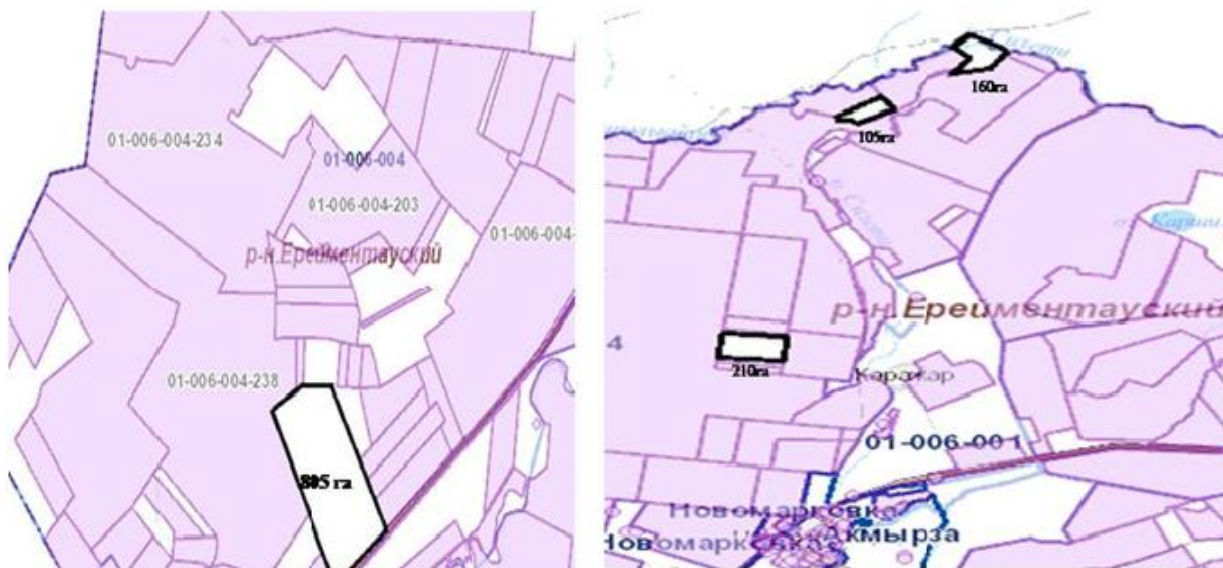 01-006-004-234
01-006-004
01-006-004-203
01-006-004-
р-н.Ерейментауский
01-006-004-238
805 га
160га
105га
р-н.Ерейментауский
4
210га
01-006-001
Новомарковка
Акмырза
Новомарковка